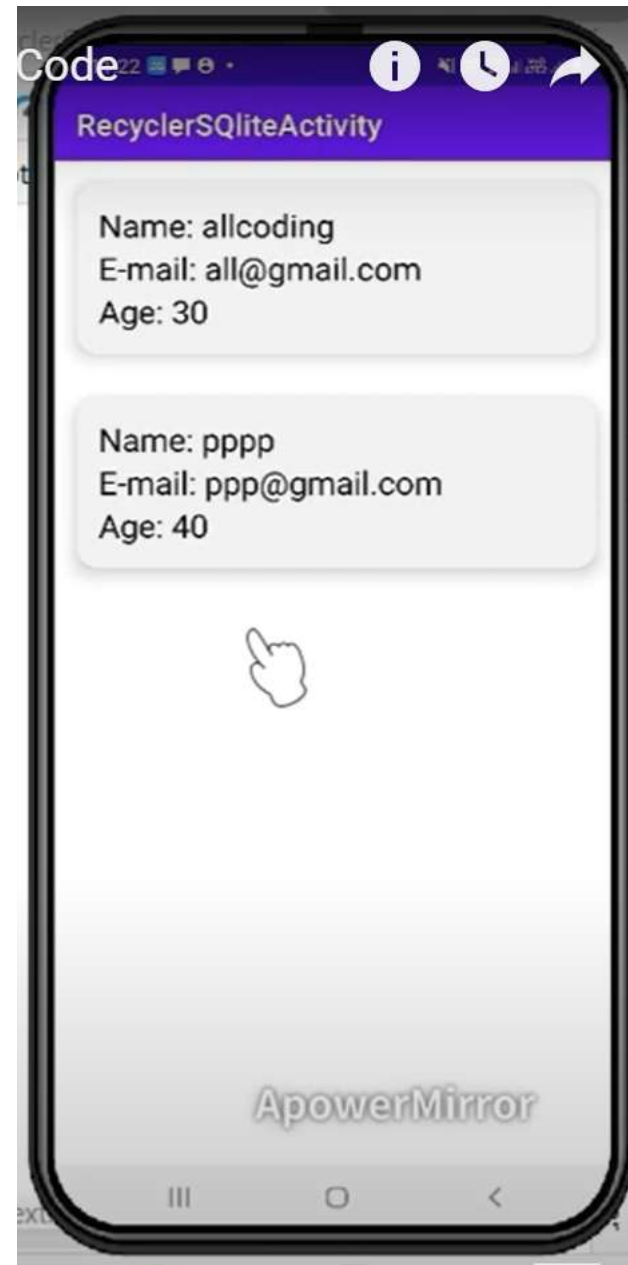 Code
22
RecyclerSQliteActivity
Name: allcoding
E-mail: all@gmail.com
Age: 30
Name: pppp
E-mail: ppp@gmail.com
Age: 40
ApowerMirror